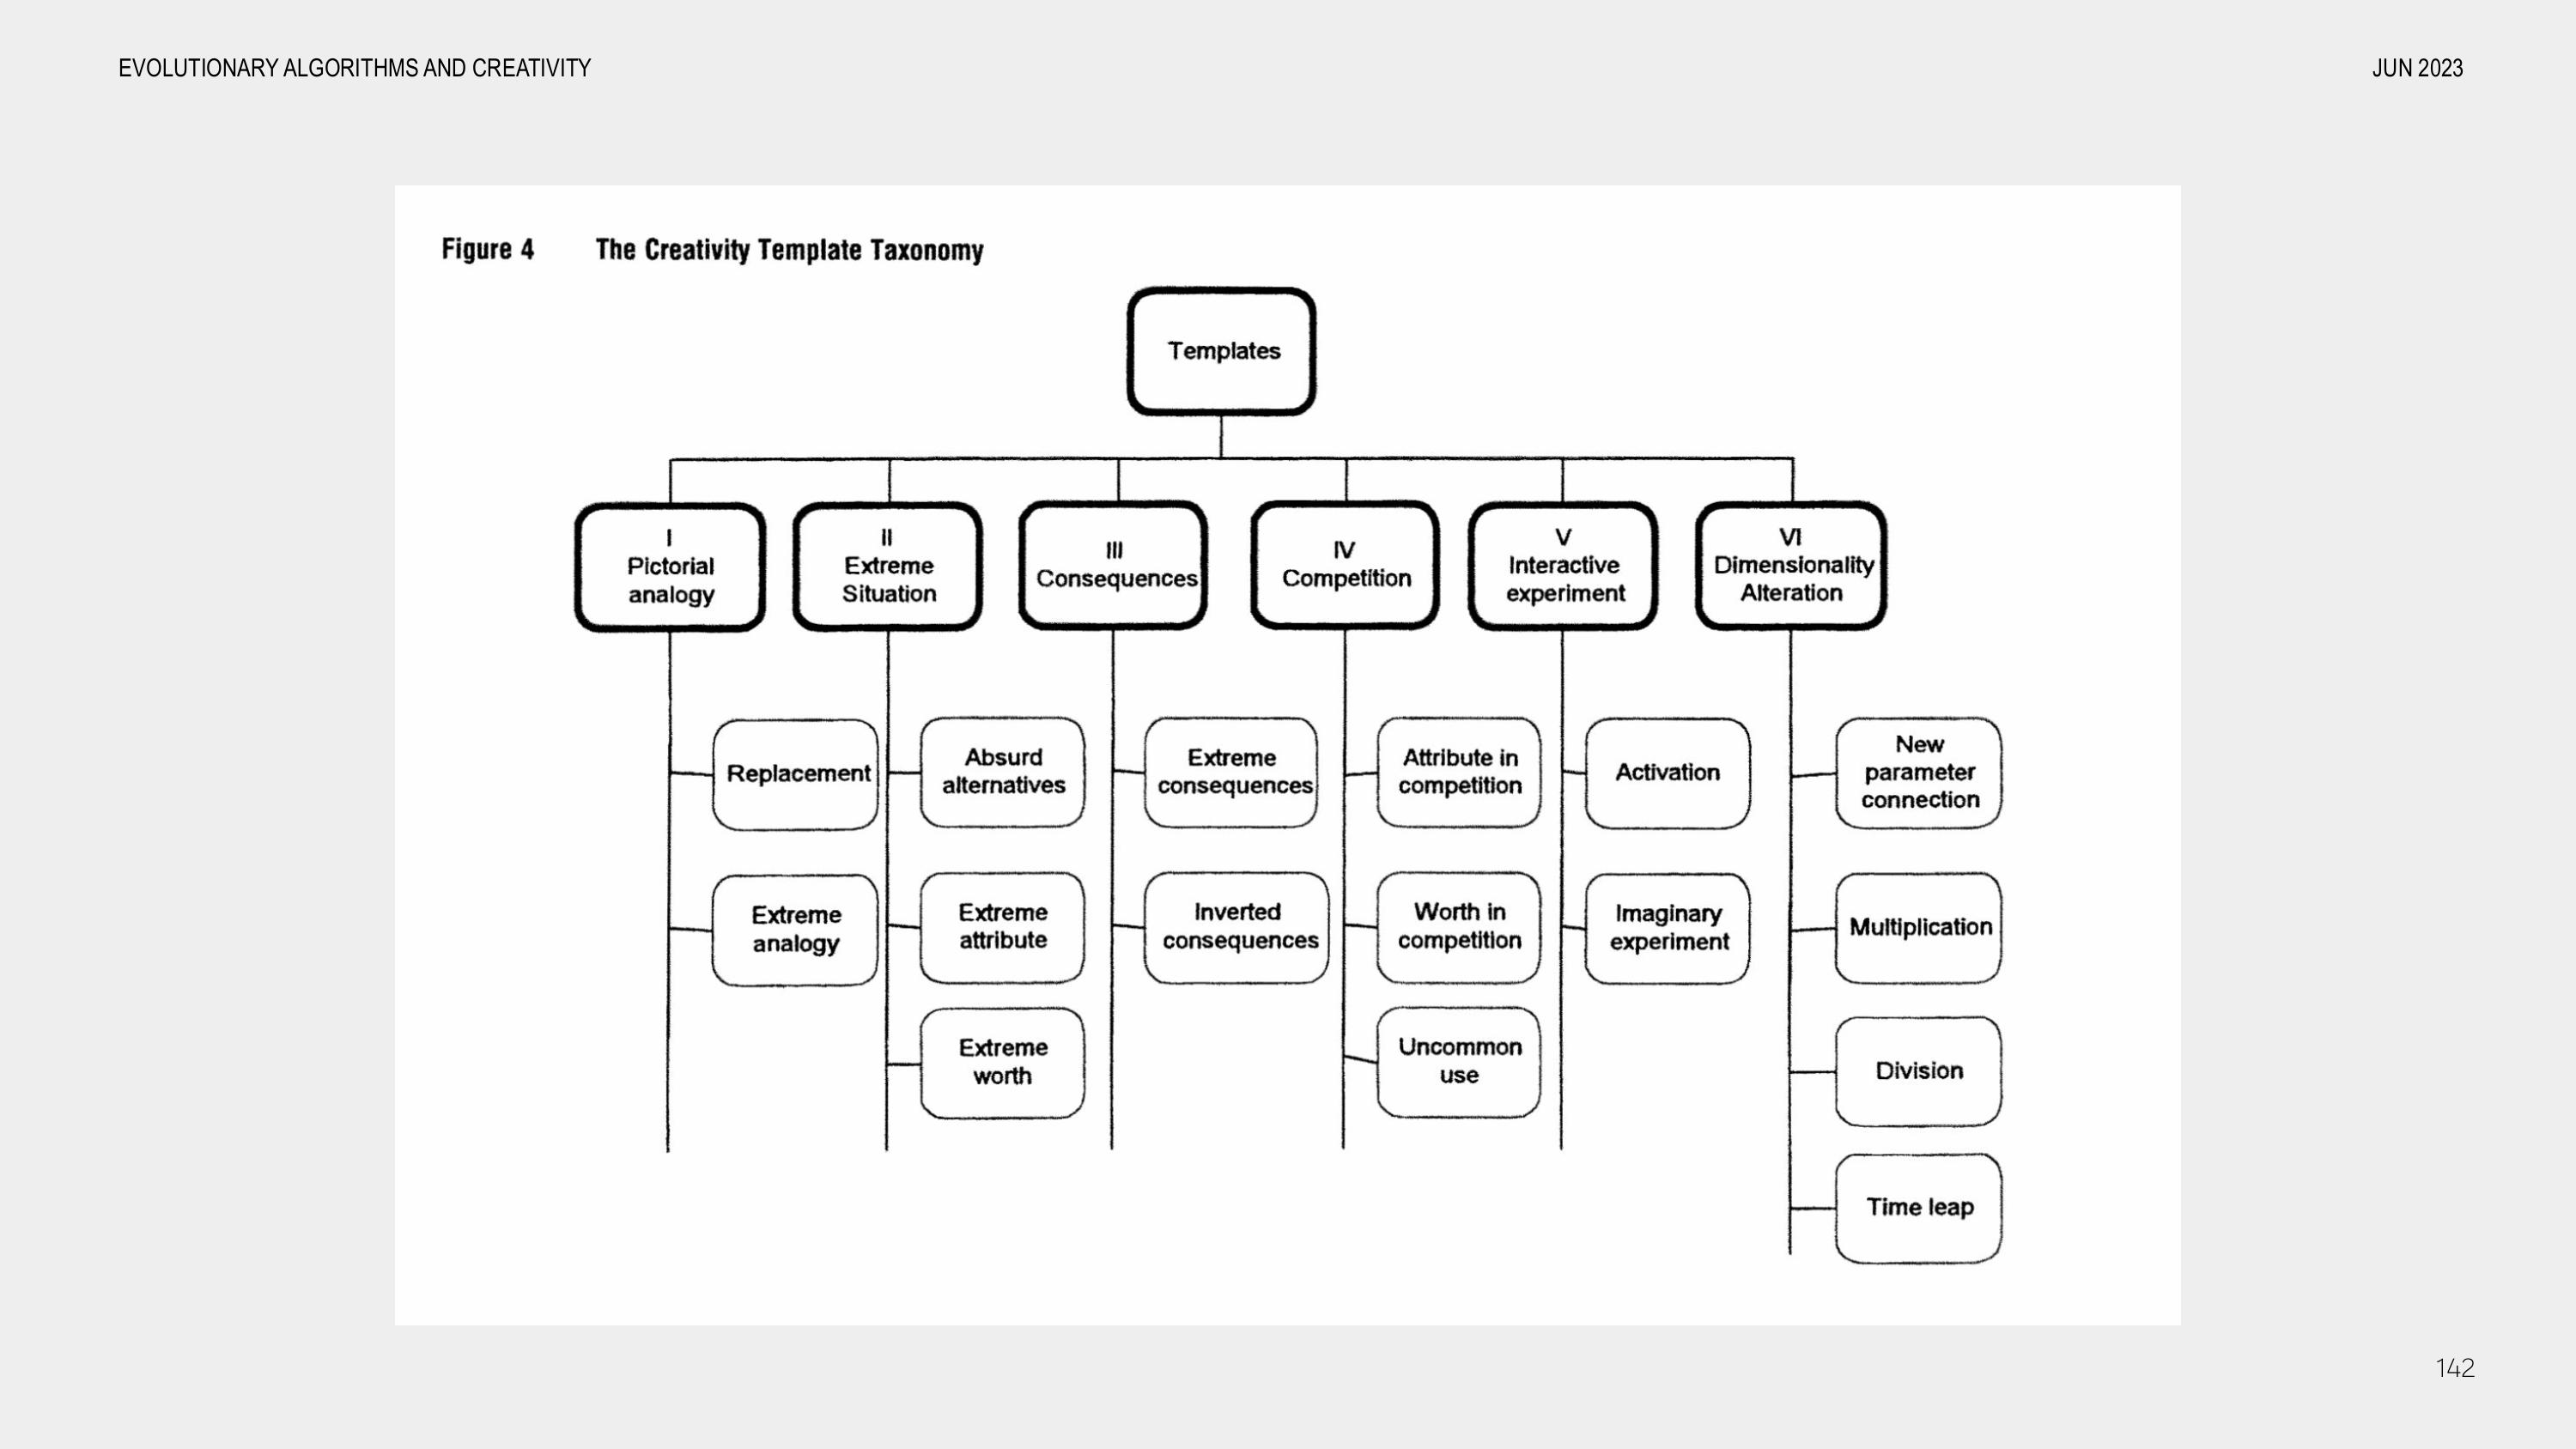 EVOLUTIONARY ALGORITHMS AND CREATIVITY
JUN 2023
Figure 4 The Creativity Template Taxonomy
Templates
I
Pictorial
analogy
II
Extreme
Situation
III
Consequences
IV
Competition
V
Interactive
experiment
VI
Dimensionality
Alteration
Replacement
Extreme
analogy
Absurd
alternatives
Extreme
attribute
Extreme
worth
Extreme
consequences
Inverted
consequences
Attribute in
competition
Worth in
competition
Uncommon
use
Activation
Imaginary
experiment
New
parameter
connection
Multiplication
Division
Time leap
142